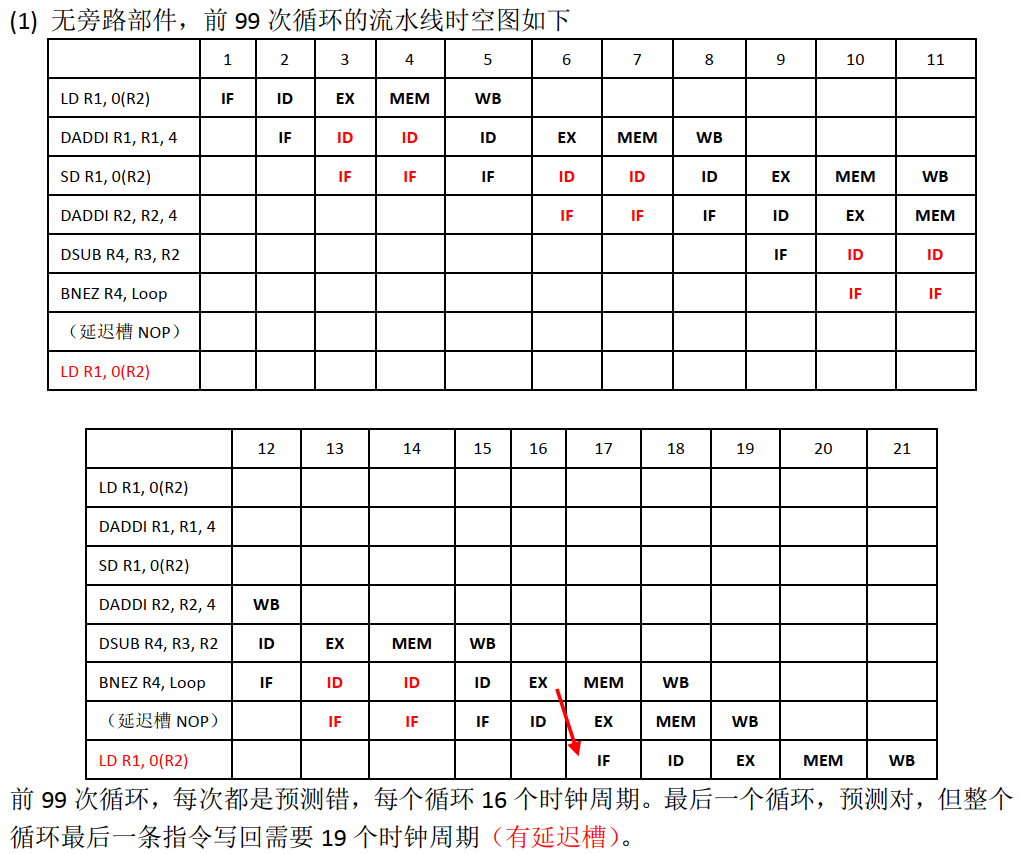 (1) 无旁路部件，前 99 次循环的流水线时空图如下
1 2 3 4 5 6 7 8 9 10 11
LD R1, 0(R2) IF ID EX MEM WB
DADDI R1, R1, 4 IF ID ID ID EX MEM WB
SD R1, 0(R2) IF IF IF ID ID ID EX MEM WB
DADDI R2, R2, 4 IF IF IF ID EX MEM
DSUB R4, R3, R2 IF ID ID
BNEZ R4, Loop IF IF
（延迟槽 NOP）
LD R1, 0(R2)
12 13 14 15 16 17 18 19 20 21
LD R1, 0(R2)
DADDI R1, R1, 4
SD R1, 0(R2)
DADDI R2, R2, 4 WB
DSUB R4, R3, R2 ID EX MEM WB
BNEZ R4, Loop IF ID ID ID EX MEM WB
（延迟槽 NOP） IF IF IF ID EX MEM WB
LD R1, 0(R2) IF ID EX MEM WB
前 99 次循环，每次都是预测错，每个循环 16 个时钟周期。最后一个循环，预测对，但整个
循环最后一条指令写回需要 19 个时钟周期（有延迟槽）。